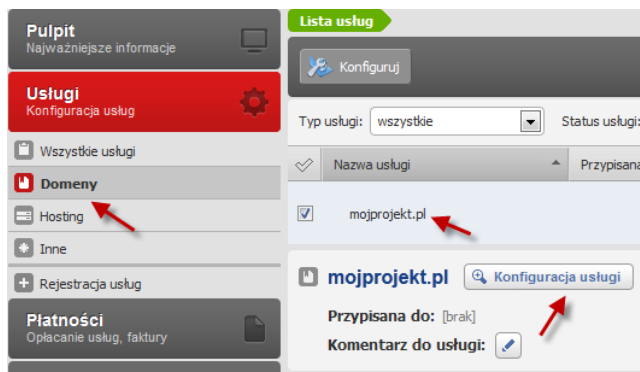 Pulpit
Najważniejsze informacje
Usługi
Konfiguracja usług
Wszystkie usługi
Domeny
Hosting
Inne
Rejestracja usług
Płatności
Opłacanie usług, faktury
Lista usług
Konfiguruj
Typ usługi: wszystkie Status usługi:
Nazwa usługi Przypisana
mojprojekt.pl
mojprojekt.pl Konfiguracja usługi
Przypisana do: [brak]
Komentarz do usługi: